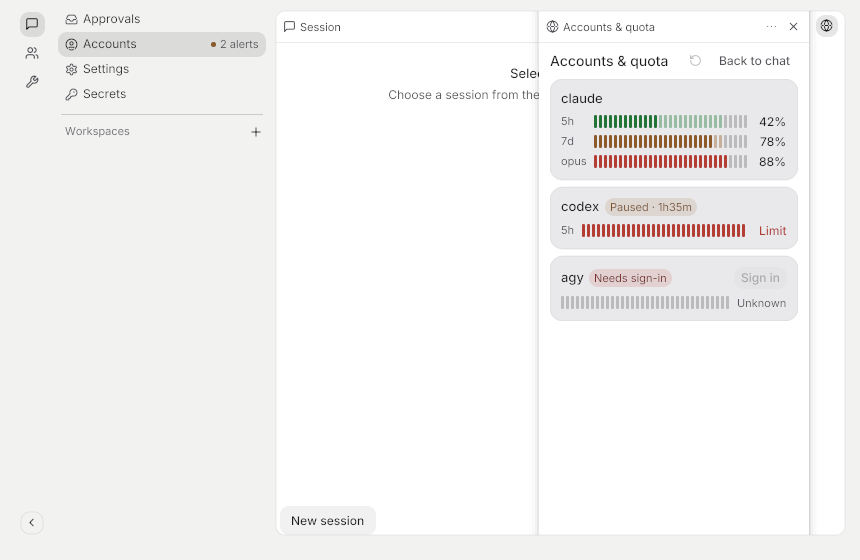 Approvals
Accounts
2 alerts
Settings
Secrets
Workspaces
Session
Selec
Choose a session from the
New session
Accounts & quota
Accounts & quota
Back to chat
claude
5h
42%
7d
78%
opus
88%
codex
Paused · 1h35m
5h
Limit
agy
Needs sign-in
Sign in
Unknown